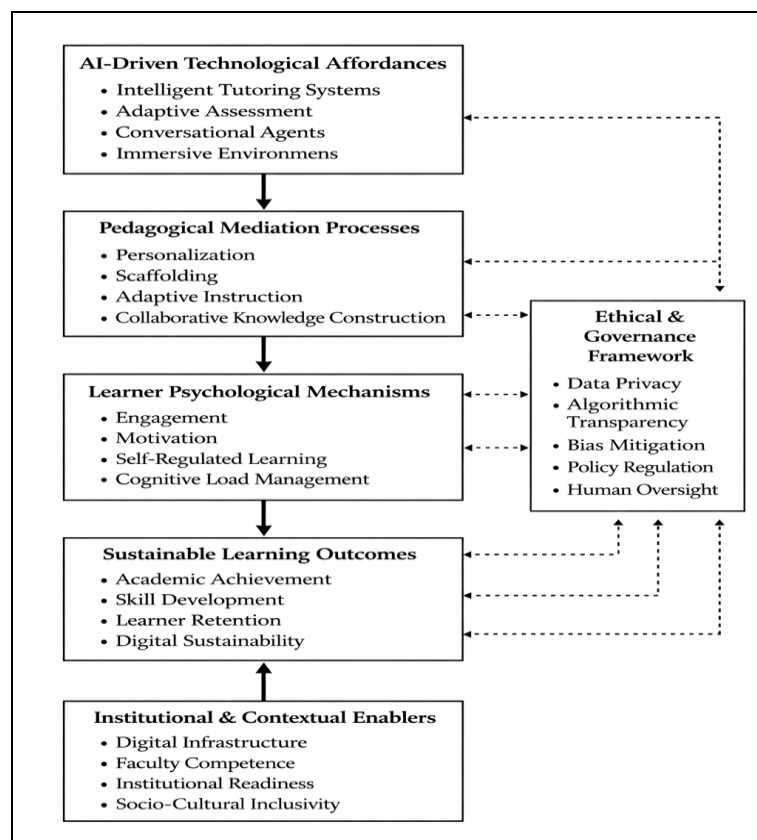 AI-Driven Technological Affordances
• Intelligent Tutoring Systems
• Adaptive Assessment
• Conversational Agents
• Immersive Environmens
Pedagogical Mediation Processes
• Personalization
• Scaffolding
• Adaptive Instruction
• Collaborative Knowledge Construction
Learner Psychological Mechanisms
• Engagement
• Motivation
• Self-Regulated Learning
• Cognitive Load Management
Ethical &
Governance
Framework
• Data Privacy
• Algorithmic
Transparency
• Bias Mitigation
• Policy Regulation
• Human Oversight
Sustainable Learning Outcomes
• Academic Achievement
• Skill Development
• Learner Retention
• Digital Sustainability
Institutional & Contextual Enablers
• Digital Infrastructure
• Faculty Competence
• Institutional Readiness
• Socio-Cultural Inclusivity